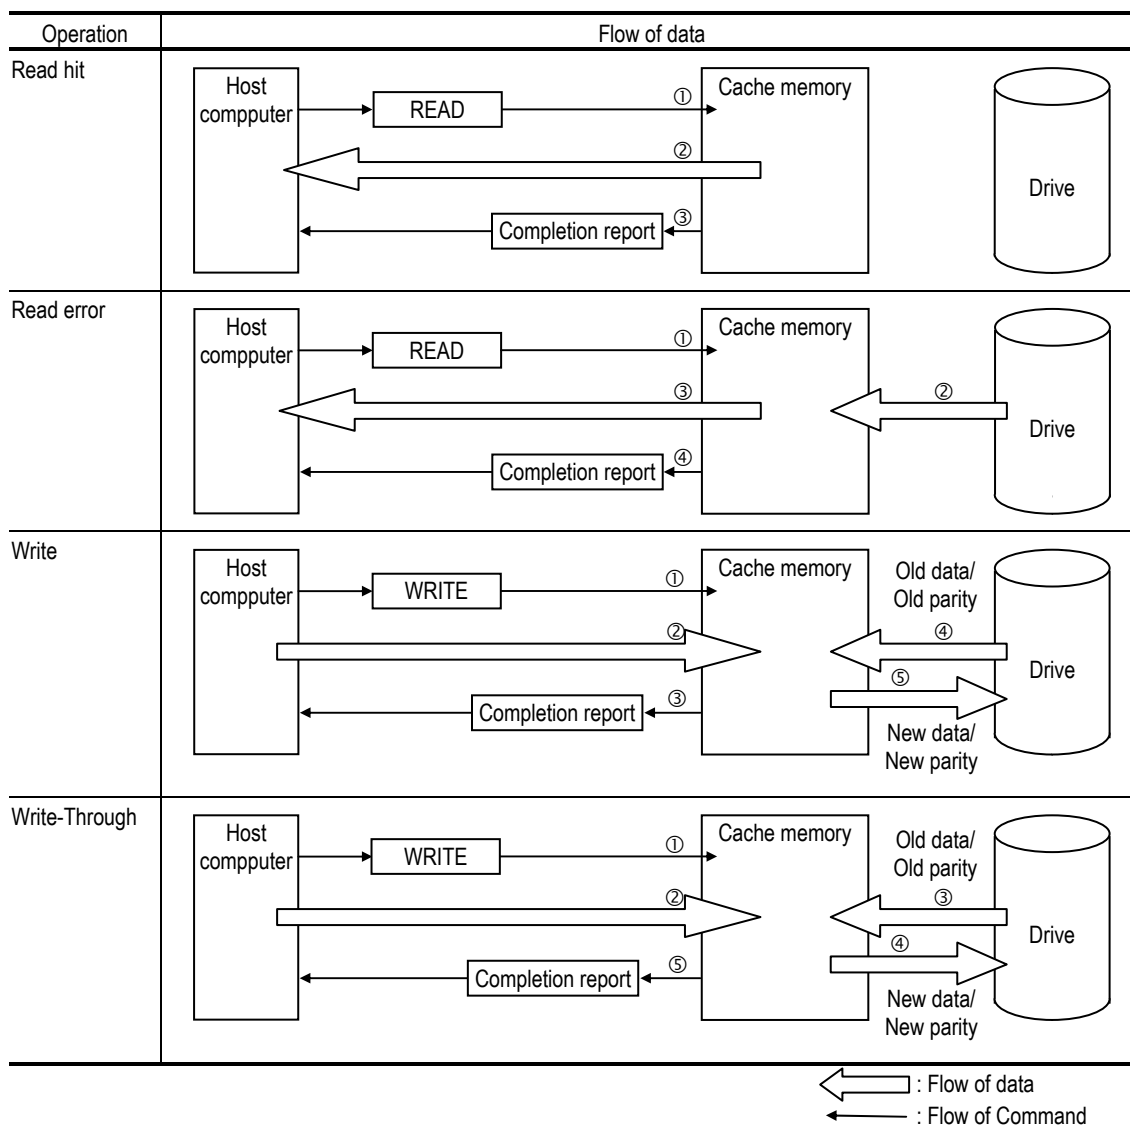 Operation
Flow of data
Read hit
Host
compputer
READ
①
Cache memory
②
Drive
③
Completion report
Read error
Host
compputer
READ
①
Cache memory
③
②
Drive
④
Completion report
Write
Host
compputer
WRITE
①
Cache memory
Old data/
Old parity
②
④
Drive
⑤
③
Completion report
New data/
New parity
Write-Through
Host
compputer
WRITE
①
Cache memory
Old data/
Old parity
②
③
Drive
④
⑤
Completion report
New data/
New parity
: Flow of data
: Flow of Command